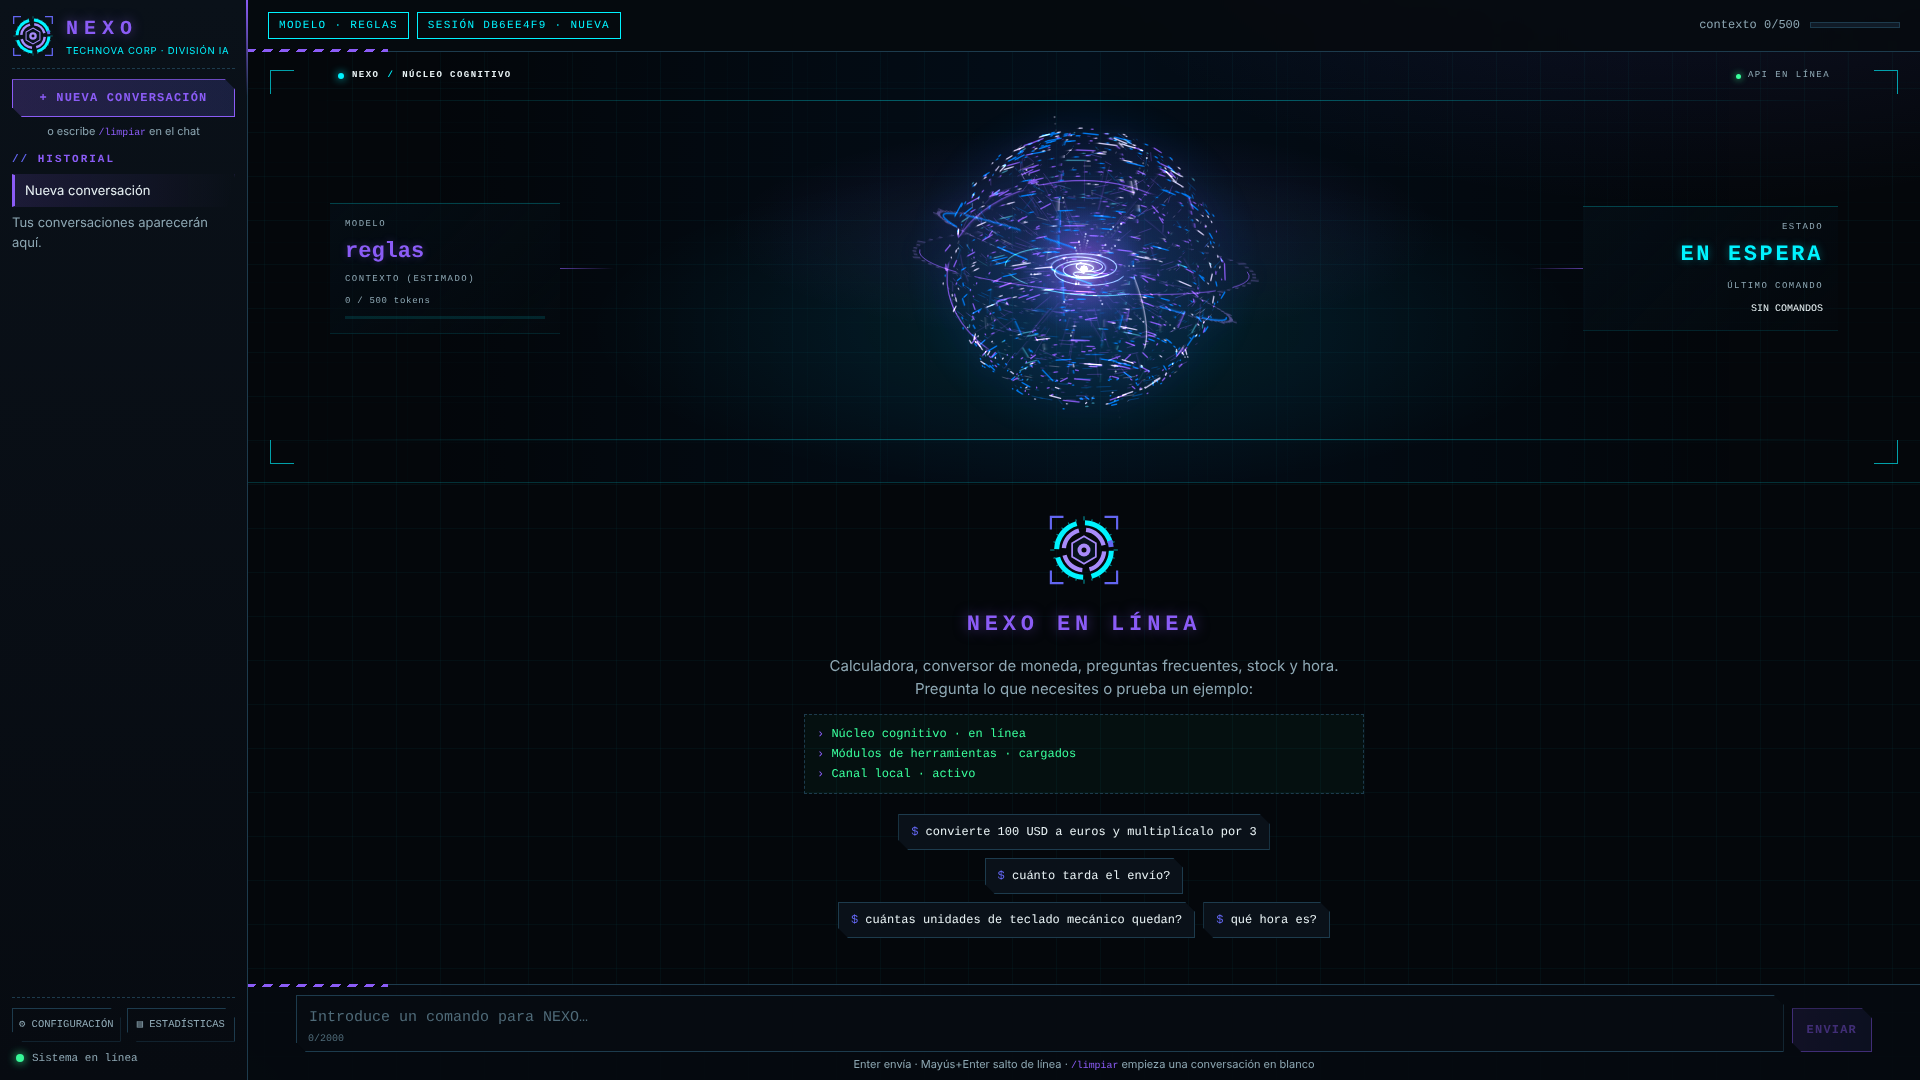 NEXO
TECHNOVA CORP · DIVISIÓN IA
+ NUEVA CONVERSACIÓN
o escribe /limpiar en el chat
// HISTORIAL
Nueva conversación
Tus conversaciones aparecerán
aquí.
⚙ CONFIGURACIÓN
▤ ESTADÍSTICAS
Sistema en línea
MODELO · REGLAS
SESIÓN DB6EE4F9 · NUEVA
contexto 0/500
NEXO / NÚCLEO COGNITIVO
API EN LÍNEA
MODELO
reglas
CONTEXTO (ESTIMADO)
0 / 500 tokens
ESTADO
EN ESPERA
ÚLTIMO COMANDO
SIN COMANDOS
NEXO EN LÍNEA
Calculadora, conversor de moneda, preguntas frecuentes, stock y hora.
Pregunta lo que necesites o prueba un ejemplo:
› Núcleo cognitivo · en línea
› Módulos de herramientas · cargados
› Canal local · activo
$ convierte 100 USD a euros y multiplícalo por 3
$ cuánto tarda el envío?
$ cuántas unidades de teclado mecánico quedan?
$ qué hora es?
Introduce un comando para NEXO…
0/2000
ENVIAR
Enter envía · Mayús+Enter salto de línea · /limpiar empieza una conversación en blanco